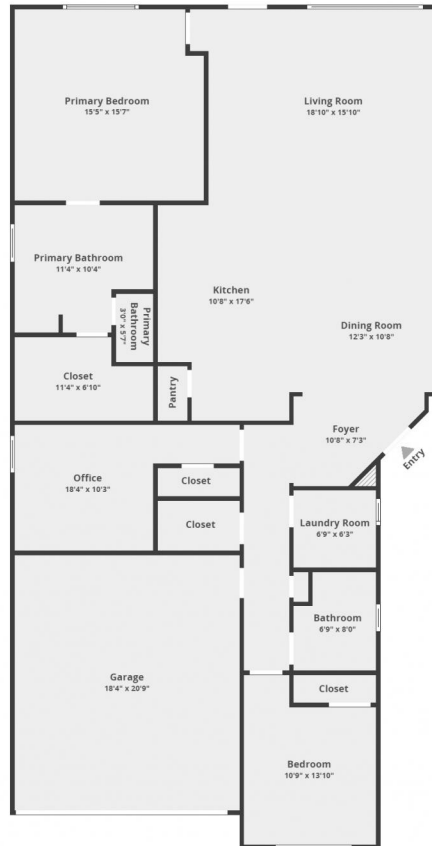 Primary Bedroom
15'5" x 15'7"
Living Room
18'10" x 15'10"
Primary Bathroom
11'4" x 10'4"
Primary
Bathroom
3'0" x 5'7"
Kitchen
10'8" x 17'6"
Dining Room
12'3" x 10'8"
Closet
11'4" x 6'10"
Pantry
Foyer
10'8" x 7'3"
Entry
Office
18'4" x 10'3"
Closet
Closet
Laundry Room
6'9" x 6'3"
Bathroom
6'9" x 8'0"
Garage
18'4" x 20'9"
Closet
Bedroom
10'9" x 13'10"